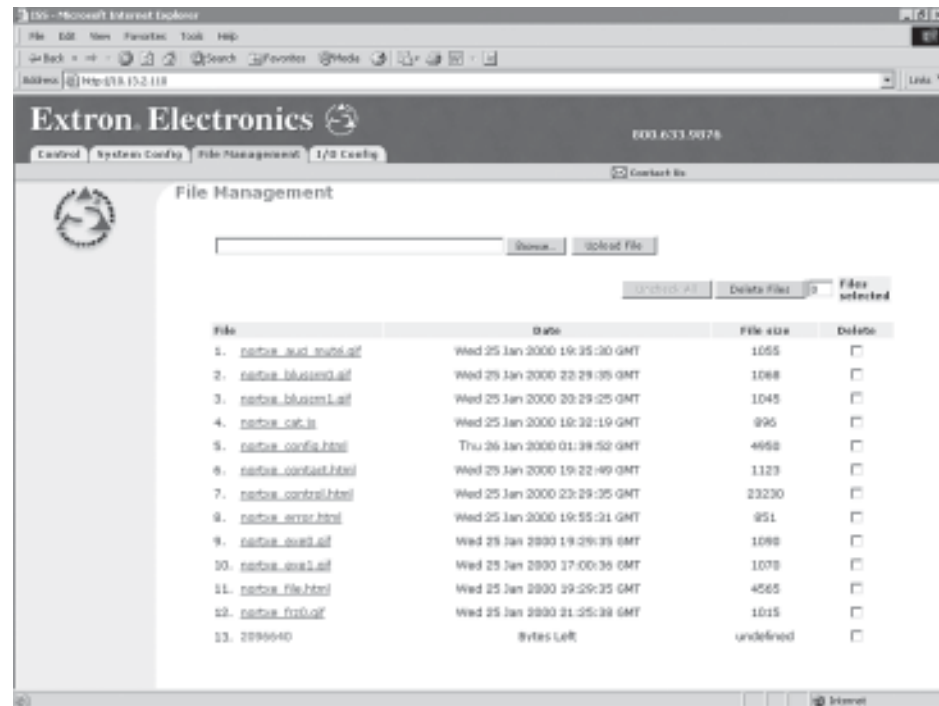 ISS - Microsoft Internet Explorer
File Edit View Favorites Tools Help
Back Search Favorites Media
Address http://10.13.2.110 Links
Extron Electronics
800.633.9876
Control System Config File Management I/O Config
Contact Us
File Management
Browse... Upload File
Uncheck All Delete Files 0 Files selected
File Date File size Delete
1. nortxe_aud_mute.gif Wed 25 Jan 2000 19:35:30 GMT 1055
2. nortxe_bluscrn0.gif Wed 25 Jan 2000 22:29:35 GMT 1068
3. nortxe_bluscrn1.gif Wed 25 Jan 2000 20:29:25 GMT 1045
4. nortxe_cat.js Wed 25 Jan 2000 18:32:19 GMT 896
5. nortxe_config.html Thu 26 Jan 2000 01:39:52 GMT 4950
6. nortxe_contact.html Wed 25 Jan 2000 19:22:49 GMT 1123
7. nortxe_control.html Wed 25 Jan 2000 23:29:35 GMT 23230
8. nortxe_error.html Wed 25 Jan 2000 19:55:31 GMT 851
9. nortxe_exe0.gif Wed 25 Jan 2000 19:29:35 GMT 1090
10. nortxe_exe1.gif Wed 25 Jan 2000 17:00:36 GMT 1070
11. nortxe_file.html Wed 25 Jan 2000 19:29:35 GMT 4565
12. nortxe_frz0.gif Wed 25 Jan 2000 21:25:38 GMT 1015
13. 2096640 Bytes Left undefined
Internet